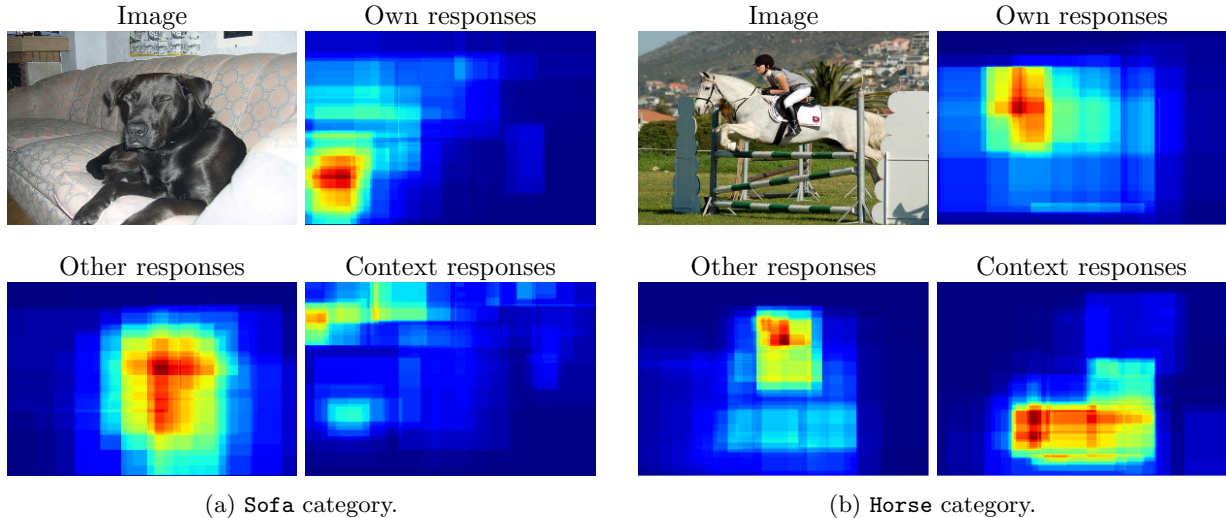 Image
Own responses
Image
Own responses
Other responses
Context responses
Other responses
Context responses
(a) Sofa category.
(b) Horse category.